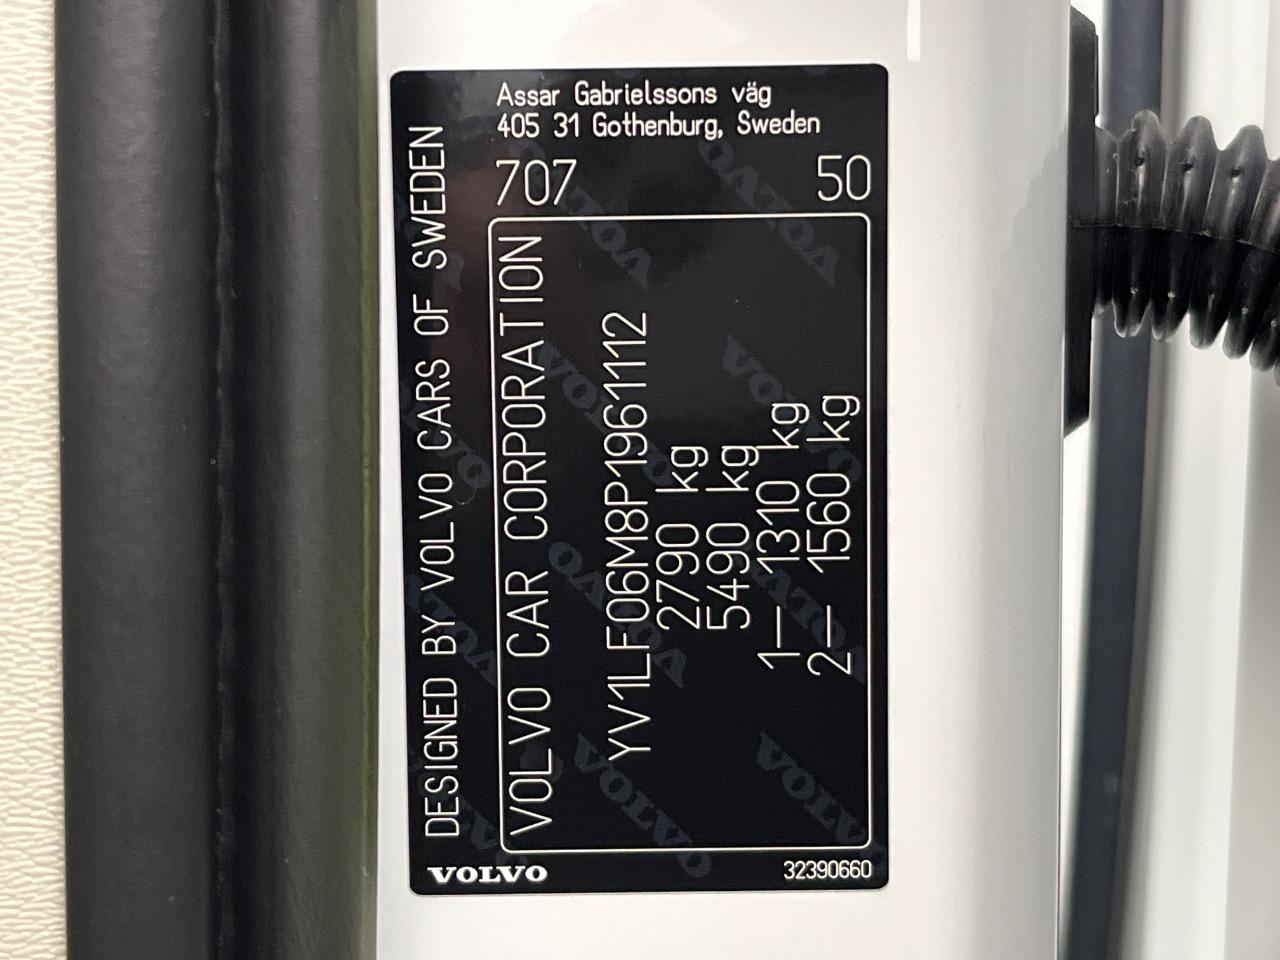 Assar Gabrielssons väg
405 31 Gothenburg, Sweden
707 50
DESIGNED BY VOLVO CARS OF SWEDEN
VOLVO CAR CORPORATION
YV1LF06M8P1961112
2790 kg
5490 kg
1– 1310 kg
2– 1560 kg
VOLVO
32390660